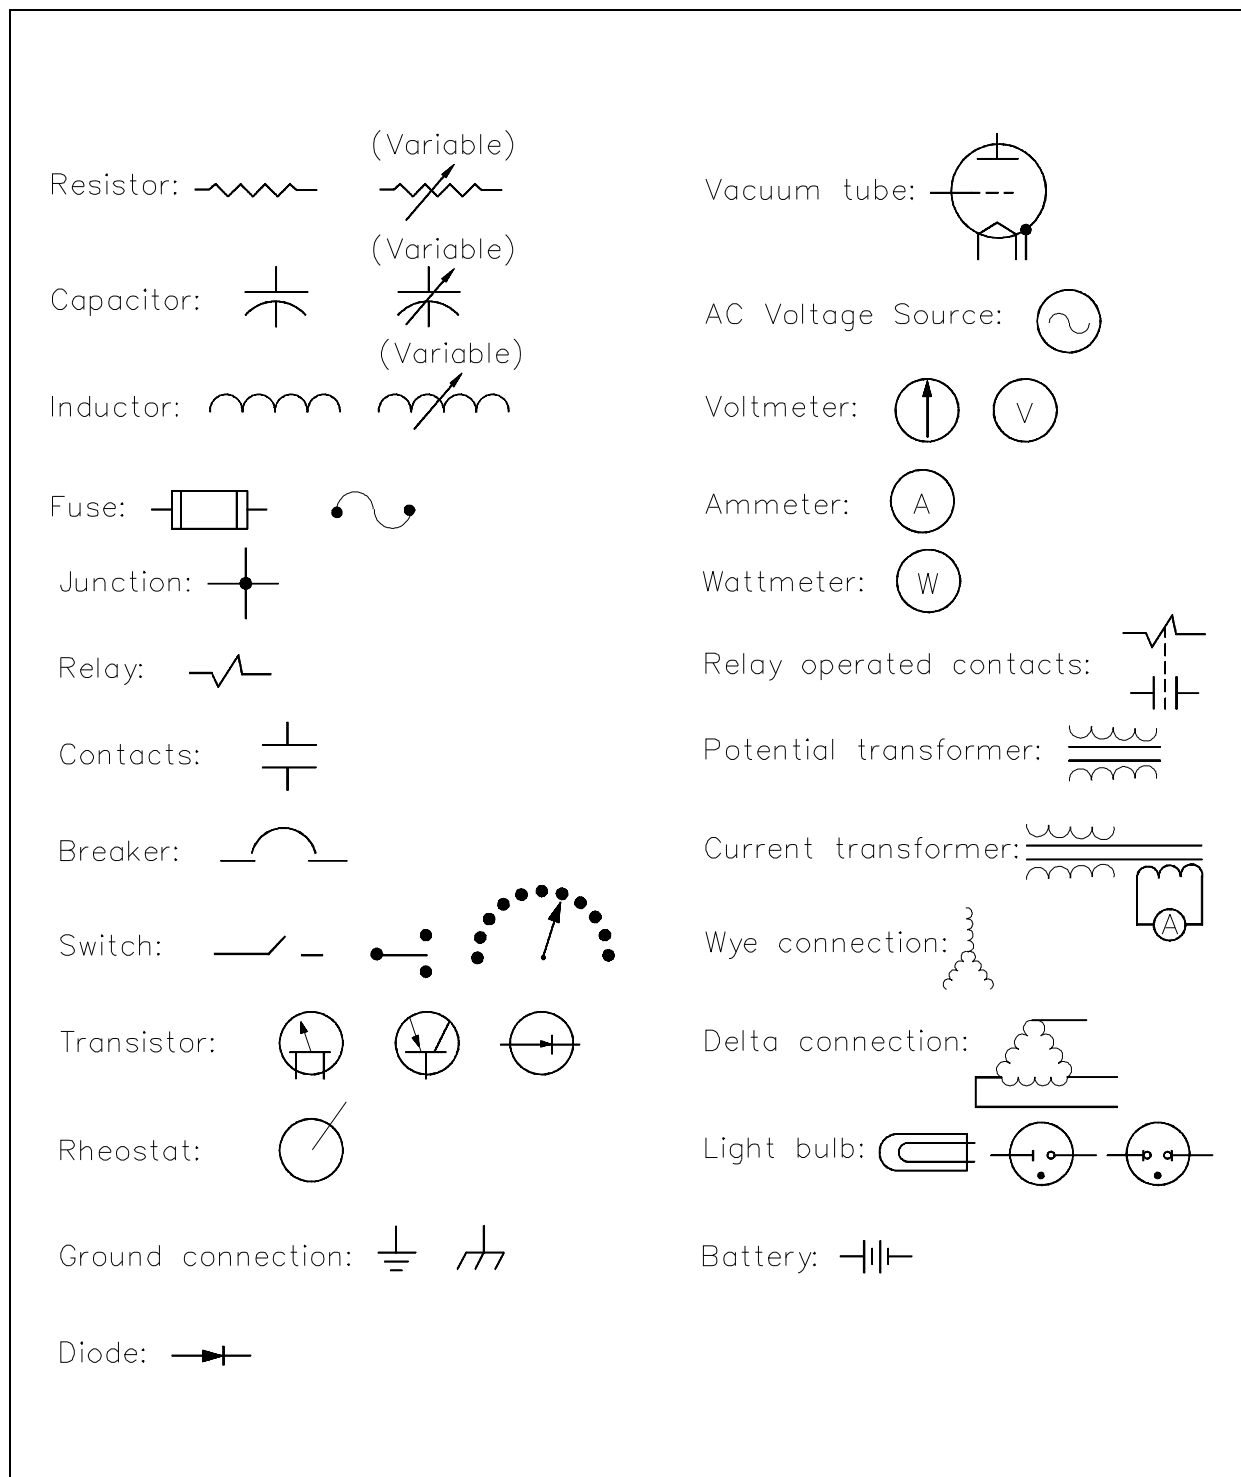 (Variable)
Resistor:
(Variable)
Capacitor:
(Variable)
Inductor:
Fuse:
Junction:
Relay:
Contacts:
Breaker:
Switch:
Transistor:
Rheostat:
Ground connection:
Diode:
Vacuum tube:
AC Voltage Source:
Voltmeter: V
Ammeter: A
Wattmeter: W
Relay operated contacts:
Potential transformer:
Current transformer:
A
Wye connection:
Delta connection:
Light bulb:
Battery: